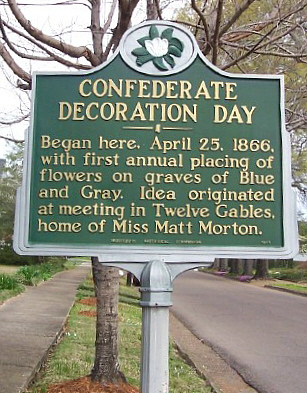 CONFEDERATE
DECORATION DAY
Began here, April 25, 1866,
with first annual placing of
flowers on graves of Blue
and Gray. Idea originated
at meeting in Twelve Gables,
home of Miss Matt Morton.